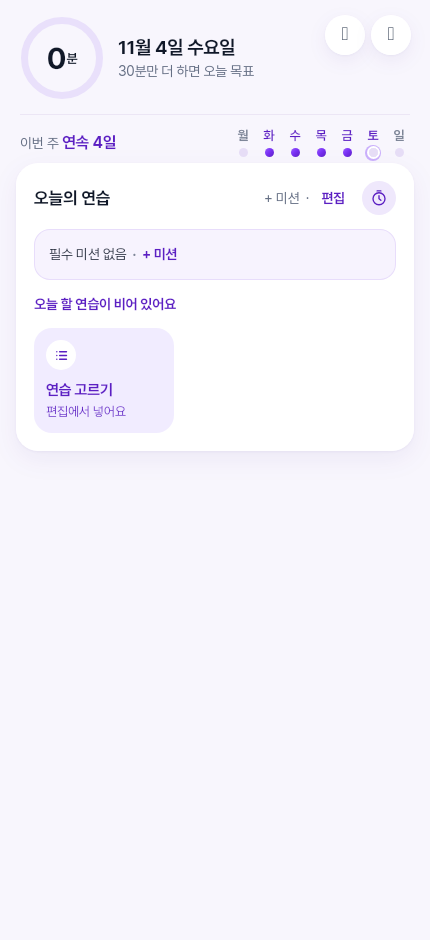 0분
11월 4일 수요일
30분만 더 하면 오늘 목표
이번 주 연속 4일
월 화 수 목 금 토 일
오늘의 연습
+ 미션 · 편집
필수 미션 없음 · + 미션
오늘 할 연습이 비어 있어요
연습 고르기
편집에서 넣어요